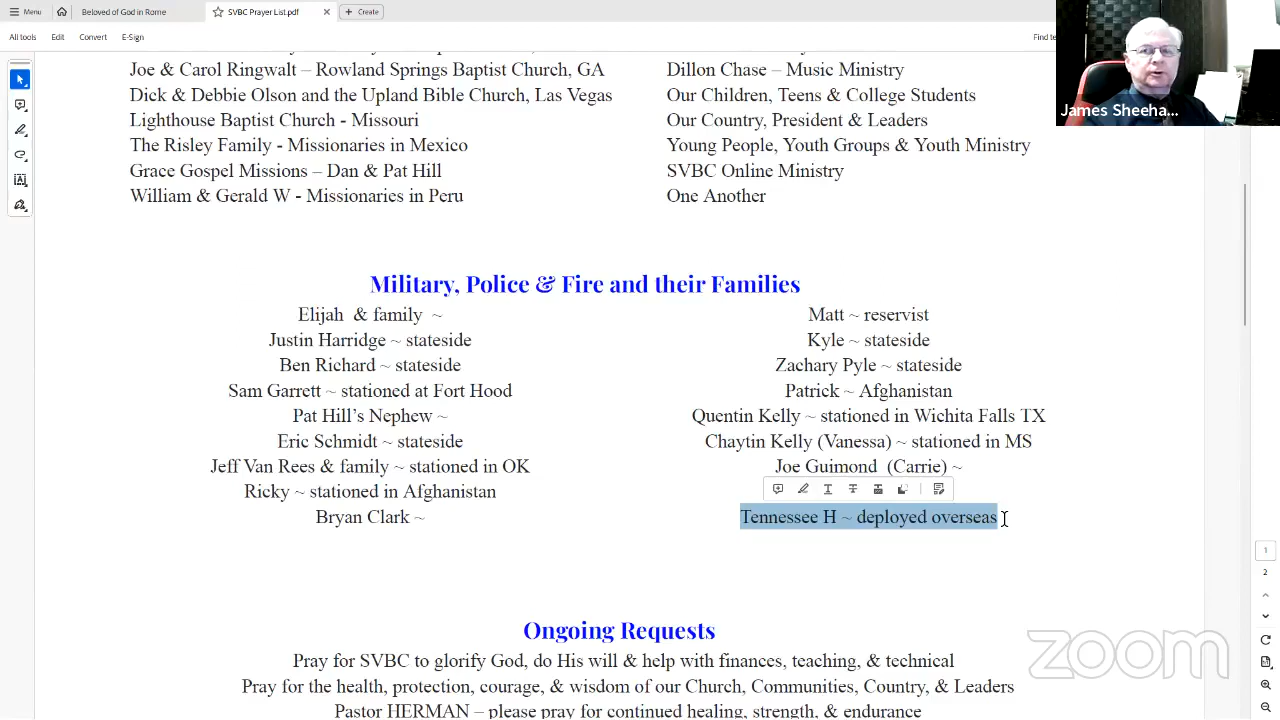 Menu
Beloved of God in Rome
SVBC Prayer List.pdf
Create
All tools
Edit
Convert
E-Sign
Find te
James Sheeha...
Joe & Carol Ringwalt – Rowland Springs Baptist Church, GA
Dick & Debbie Olson and the Upland Bible Church, Las Vegas
Lighthouse Baptist Church - Missori
The Risley Family - Missionaries in Mexico
Grace Gospel Missions – Dan & Pat Hill
William & Gerald W - Missionaries in Peru
Dillon Chase – Music Ministry
Our Children, Teens & College Students
Our Country, President & Leaders
Young People, Youth Groups & Youth Ministry
SVBC Online Ministry
One Another
Military, Police & Fire and their Families
Elijah & family ~
Justin Harridge ~ stateside
Ben Richard ~ stateside
Sam Garrett ~ stationed at Fort Hood
Pat Hill’s Nephew ~
Eric Schmidt ~ stateside
Jeff Van Rees & family ~ stationed in OK
Ricky ~ stationed in Afghanistan
Bryan Clark ~
Matt ~ reservist
Kyle ~ stateside
Zachary Pyle ~ stateside
Patrick ~ Afghanistan
Quentin Kelly ~ stationed in Wichita Falls TX
Chaytin Kelly (Vanessa) ~ stationed in MS
Joe Guimond (Carrie) ~
Tennessee H ~ deployed overseas
Ongoing Requests
Pray for SVBC to glorify God, do His will & help with finances, teaching, & technical
Pray for the health, protection, courage, & wisdom of our Church, Communities, Country, & Leaders
Pastor HERMAN – please pray for continued healing, strength, & endurance
1
2
zoom